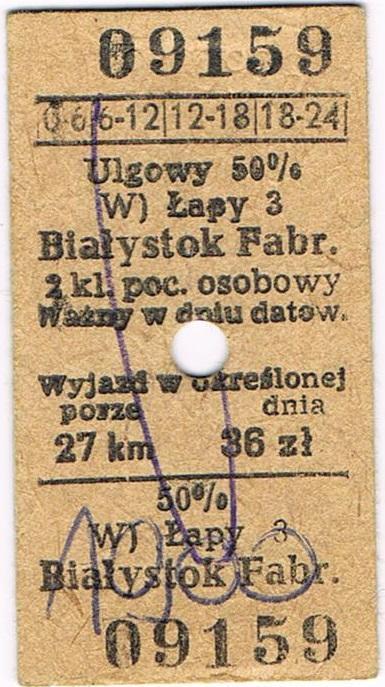 09159
0-6|6-12|12-18|18-24|
Ulgowy 50%
W) Łapy 3
Białystok Fabr.
2 kl. poc. osobowy
Ważny w dniu datow.
Wyjazd w określonej
porze dnia
27 km 36 zł
50%
W) Łapy 3
Białystok Fabr.
09159